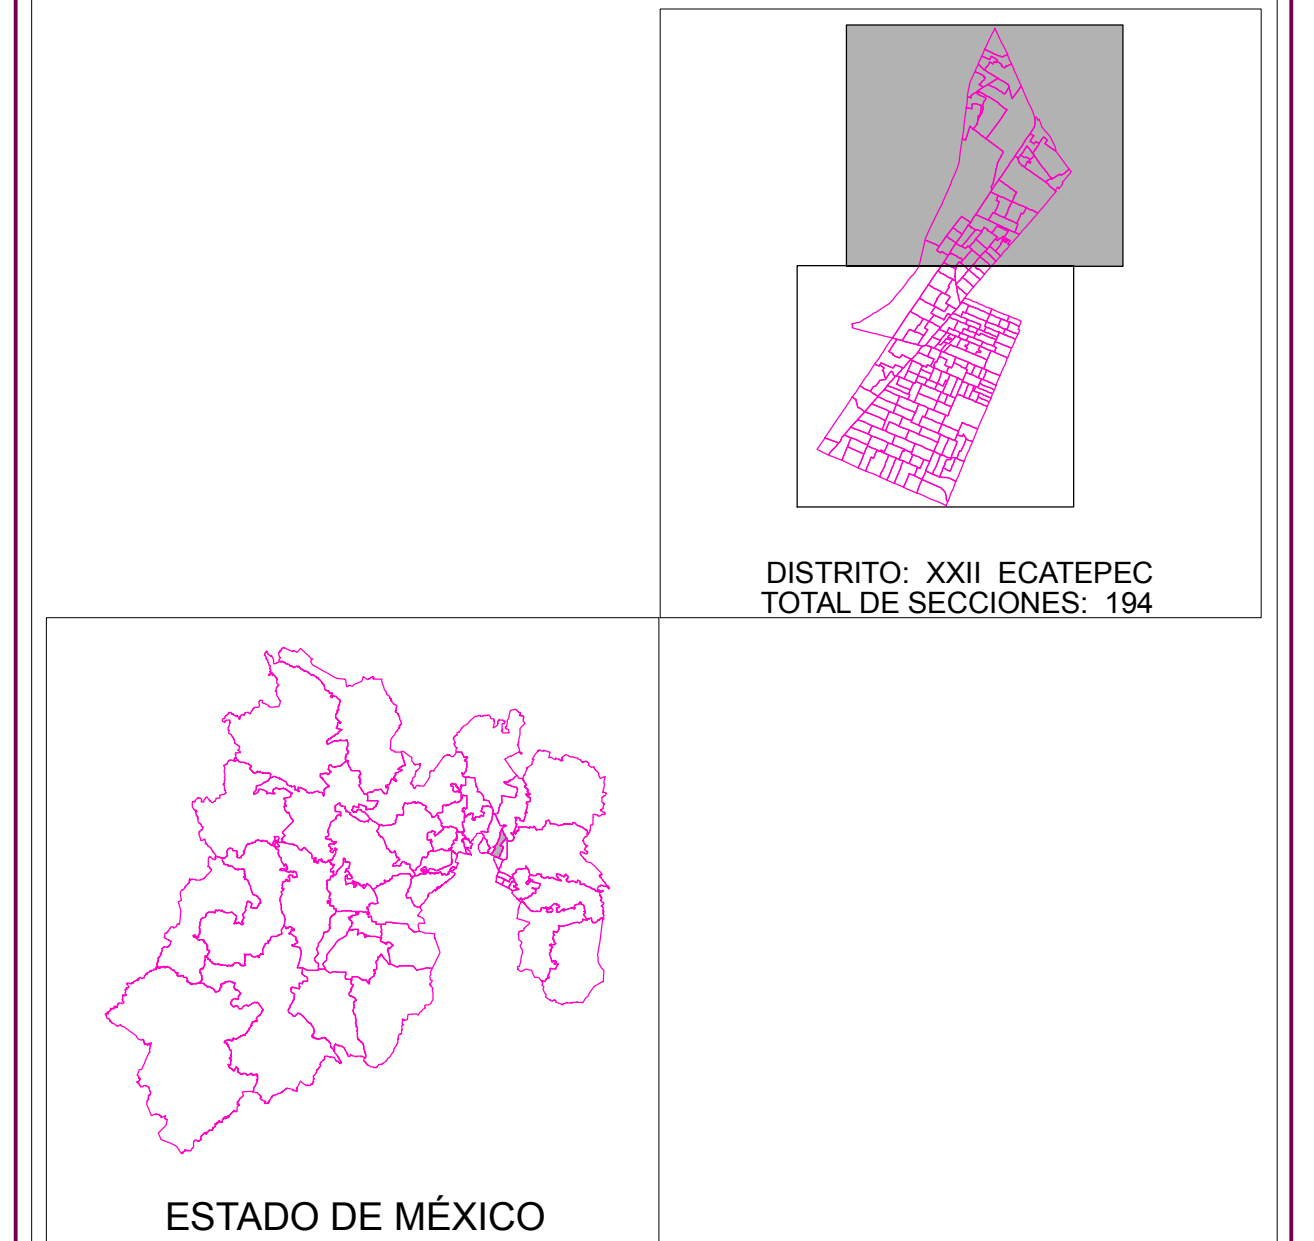 DISTRITO: XXII ECATEPEC
TOTAL DE SECCIONES: 194
ESTADO DE MÉXICO